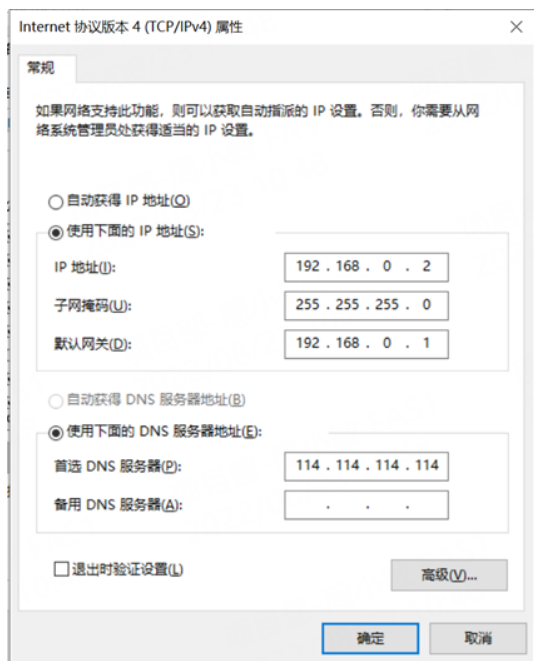 Internet 协议版本 4 (TCP/IPv4) 属性
常规
如果网络支持此功能，则可以获取自动指派的 IP 设置。否则，你需要从网
络系统管理员处获得适当的 IP 设置。
自动获得 IP 地址(O)
使用下面的 IP 地址(S):
IP 地址(I): 192 . 168 . 0 . 2
子网掩码(U): 255 . 255 . 255 . 0
默认网关(D): 192 . 168 . 0 . 1
自动获得 DNS 服务器地址(B)
使用下面的 DNS 服务器地址(E):
首选 DNS 服务器(P): 114 . 114 . 114 . 114
备用 DNS 服务器(A): . . .
退出时验证设置(L)
高级(V)...
确定 取消